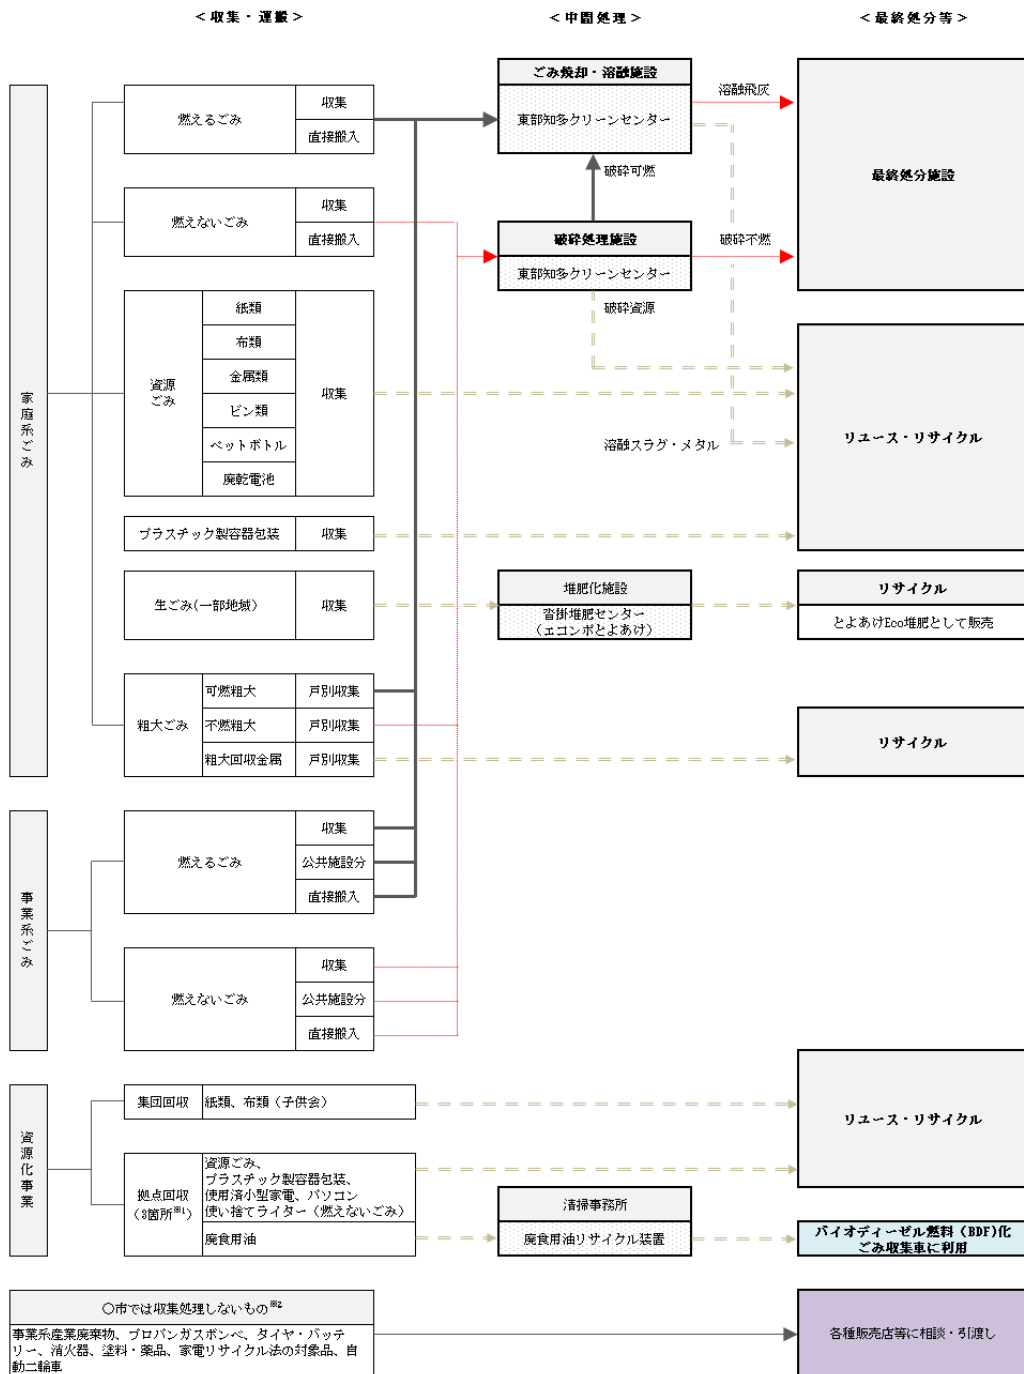 ＜収集・運搬＞
＜中間処理＞
＜最終処分等＞
家庭系ごみ
燃えるごみ
収集
直接搬入
ごみ焼却・溶融施設
東部知多クリーンセンター
溶融飛灰
最終処分施設
破砕可燃
燃えないごみ
収集
直接搬入
破砕処理施設
東部知多クリーンセンター
破砕不燃
破砕資源
資源
ごみ
紙類
布類
金属類
ビン類
ペットボトル
廃乾電池
収集
溶融スラグ・メタル
リユース・リサイクル
プラスチック製容器包装
収集
生ごみ(一部地域)
収集
堆肥化施設
沓掛堆肥センター
（エコンポとよあけ）
リサイクル
とよあけEco堆肥として販売
粗大ごみ
可燃粗大
戸別収集
不燃粗大
戸別収集
粗大回収金属
戸別収集
リサイクル
事業系ごみ
燃えるごみ
収集
公共施設分
直接搬入
燃えないごみ
収集
公共施設分
直接搬入
資源化事業
集団回収
紙類、布類（子供会）
リユース・リサイクル
拠点回収
（3箇所※1）
資源ごみ、
プラスチック製容器包装、
使用済小型家電、パソコン
使い捨てライター（燃えないごみ）
廃食用油
清掃事務所
廃食用油リサイクル装置
バイオディーゼル燃料（BDF)化
ごみ収集車に利用
○市では収集処理しないもの※2
事業系産業廃棄物、プロパンガスボンベ、タイヤ・バッテ
リー、消火器、塗料・薬品、家電リサイクル法の対象品、自
動二輪車
各種販売店等に相談・引渡し